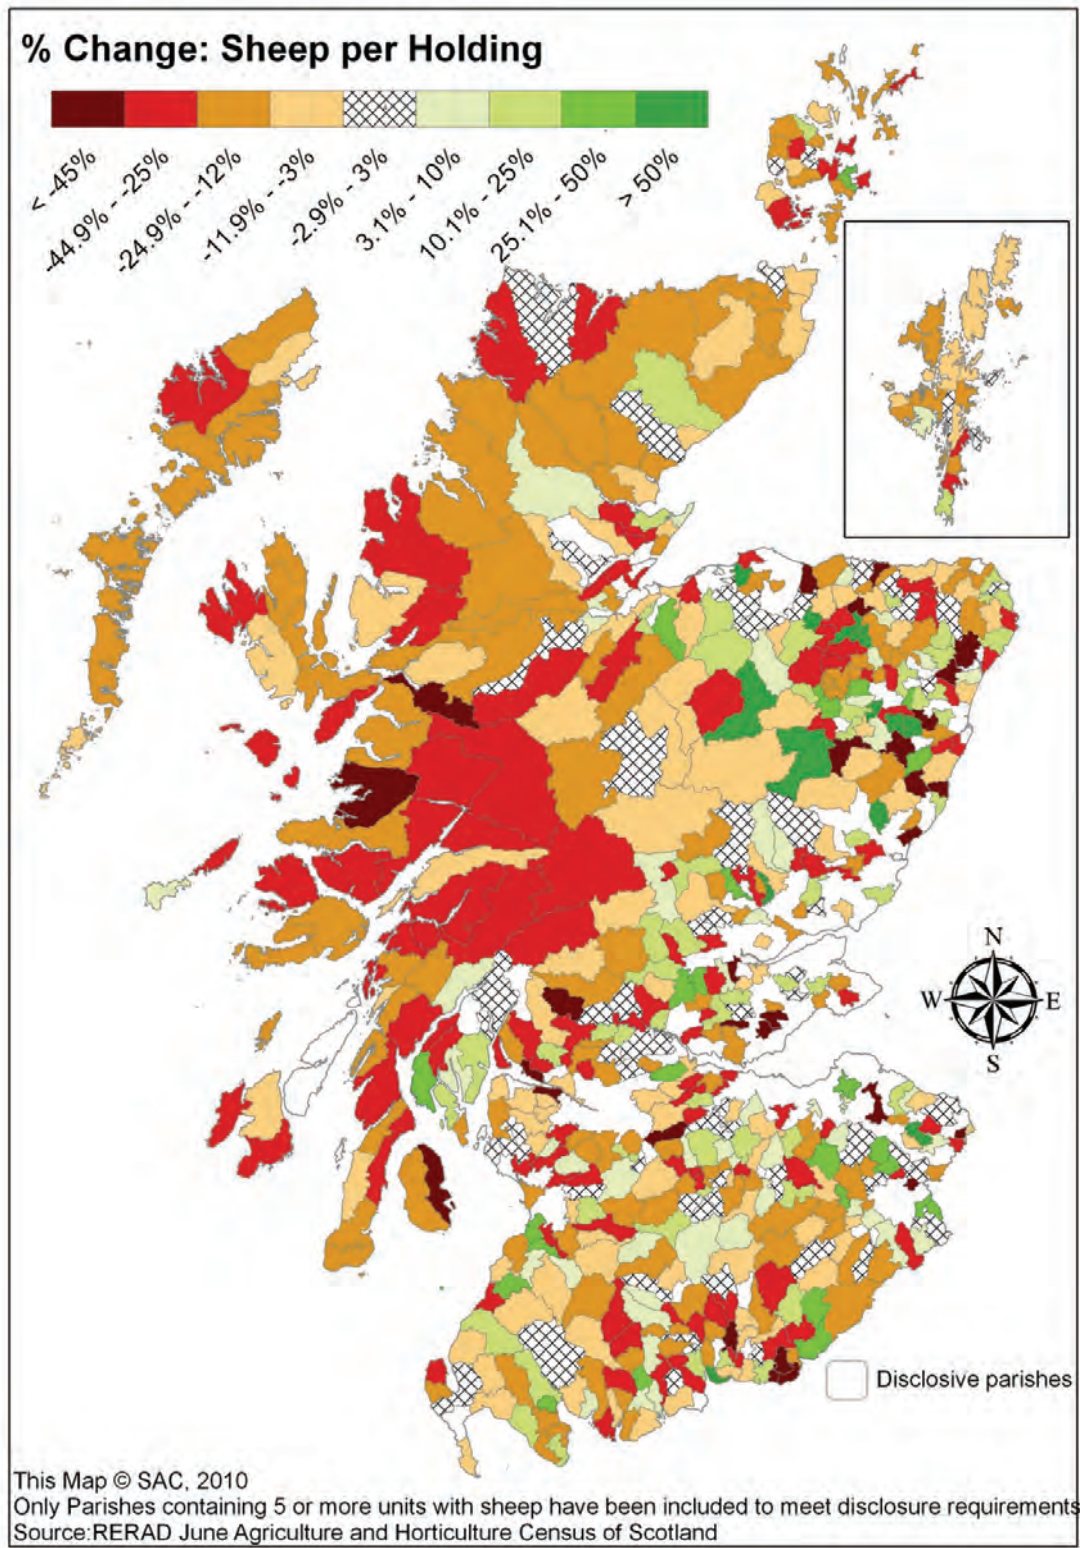 % Change: Sheep per Holding
< -45%
-44.9% - -25%
-24.9% - -12%
-11.9% - -3%
-2.9% - 3%
3.1% - 10%
10.1% - 25%
25.1% - 50%
> 50%
N
W
E
S
Disclosive parishes
This Map © SAC, 2010
Only Parishes containing 5 or more units with sheep have been included to meet disclosure requirements
Source:RERAD June Agriculture and Horticulture Census of Scotland